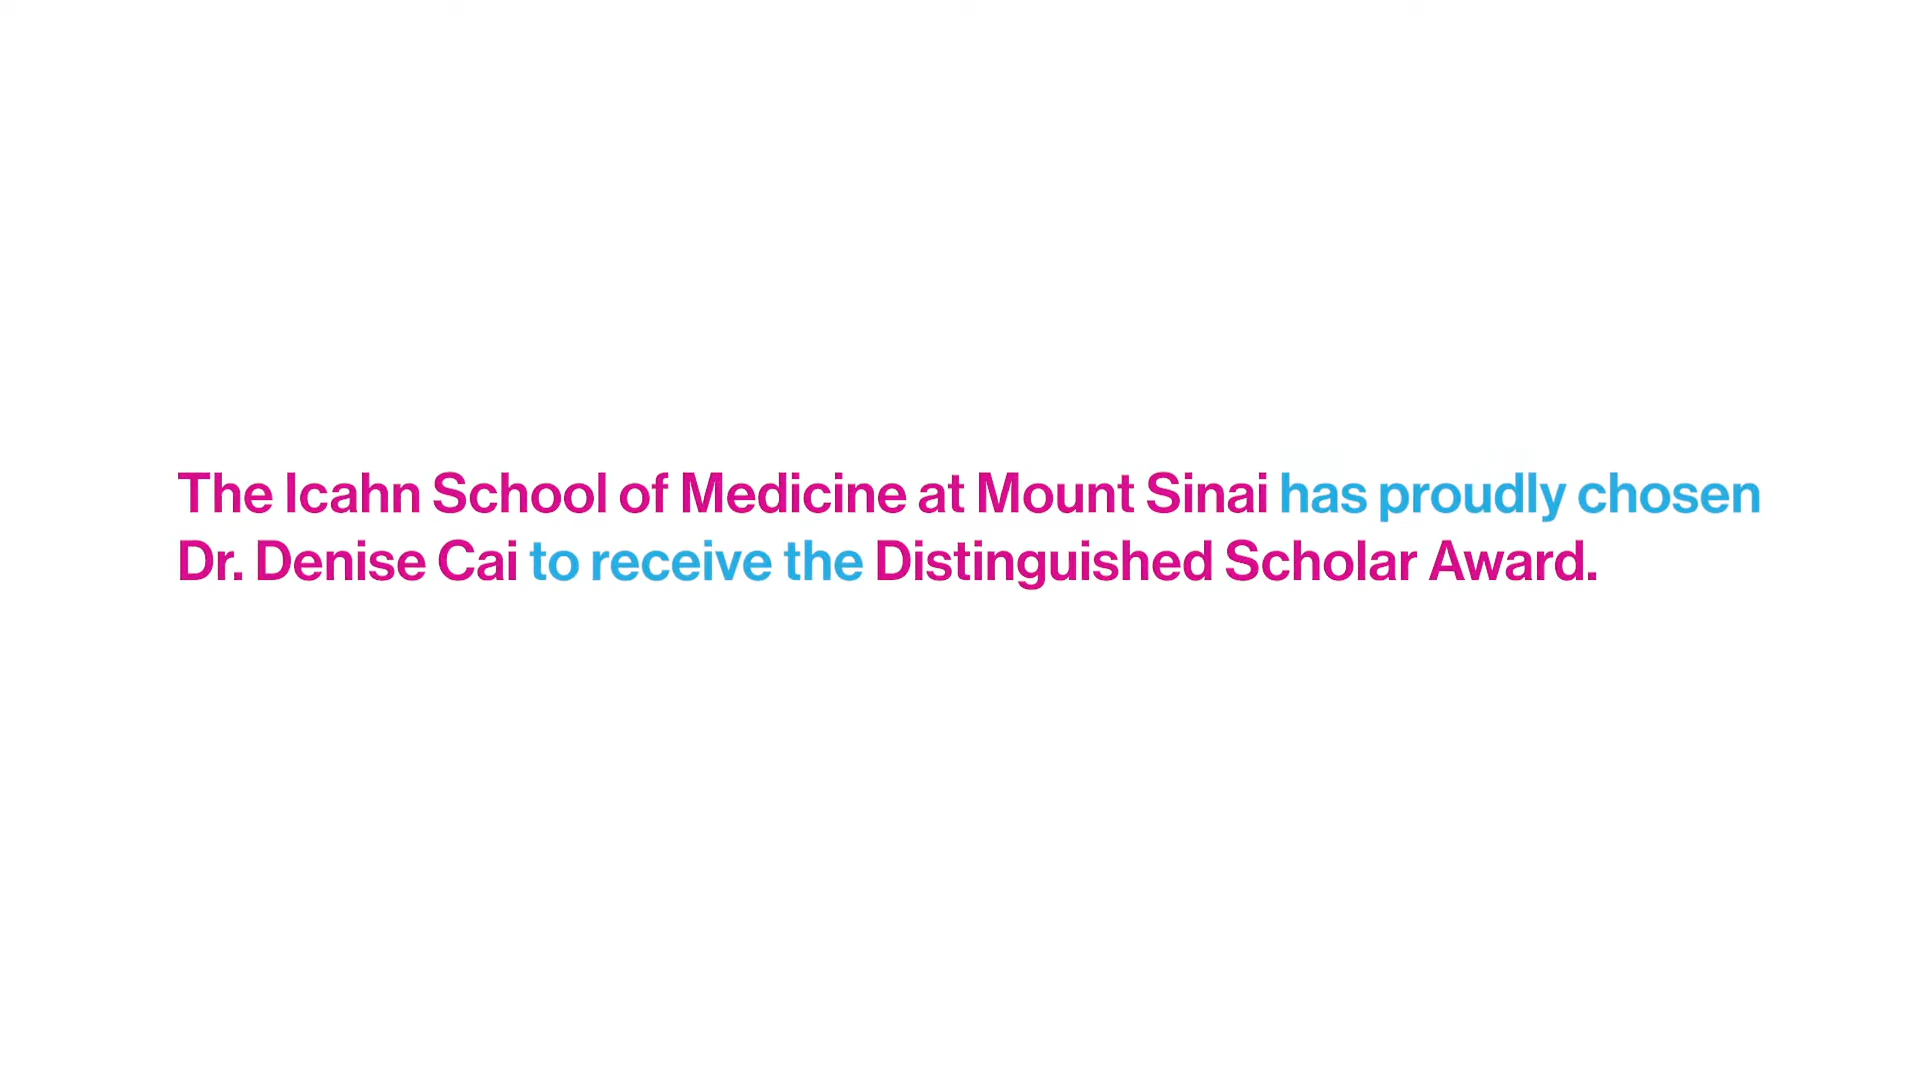 The Icahn School of Medicine at Mount Sinai has proudly chosen
Dr. Denise Cai to receive the Distinguished Scholar Award.